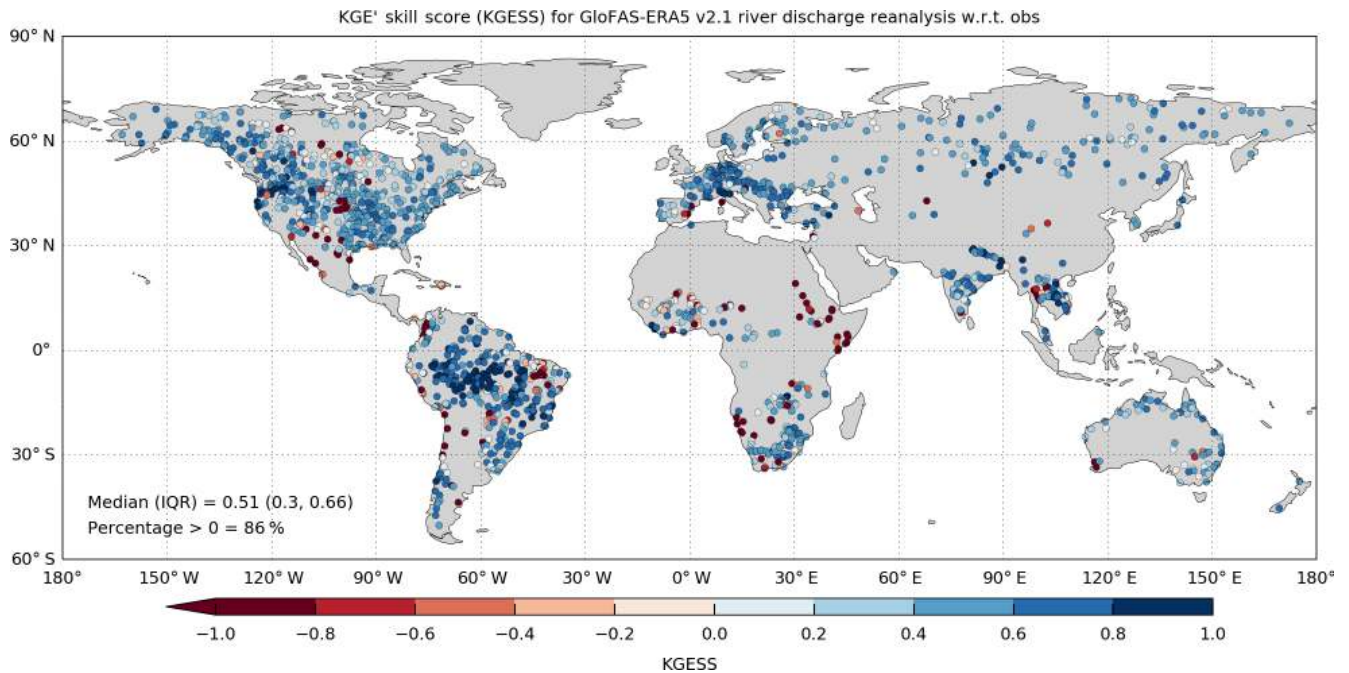 KGE' skill score (KGESS) for GloFAS-ERA5 v2.1 river discharge reanalysis w.r.t. obs
90° N
60° N
30° N
0°
30° S
60° S
Median (IQR) = 0.51 (0.3, 0.66)
Percentage > 0 = 86 %
180° 150° W 120° W 90° W 60° W 30° W 0° W 30° E 60° E 90° E 120° E 150° E 180°
−1.0 −0.8 −0.6 −0.4 −0.2 0.0 0.2 0.4 0.6 0.8 1.0
KGESS